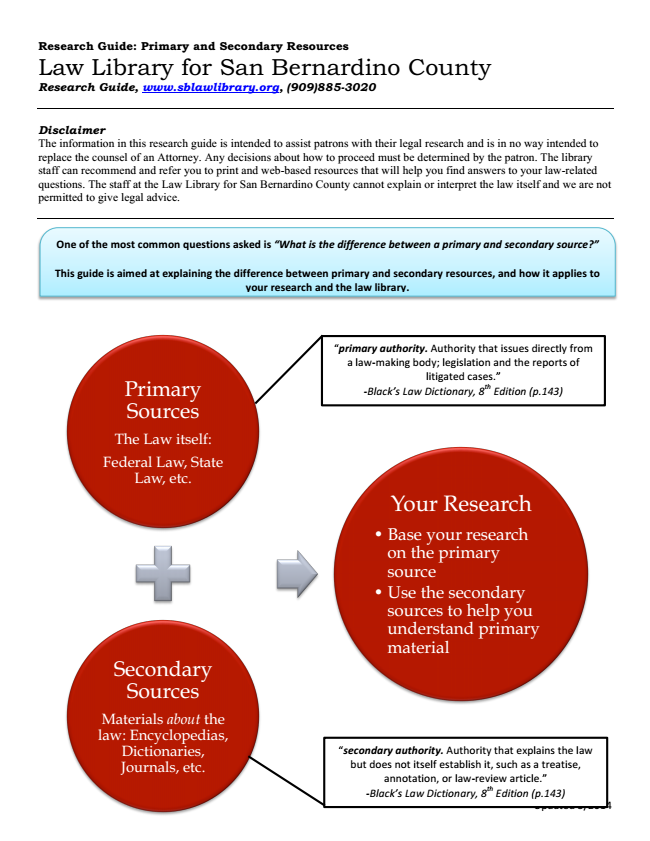 Research Guide: Primary and Secondary Resources
Law Library for San Bernardino County
Research Guide, www.sblawlibrary.org, (909)885-3020
Disclaimer
The information in this research guide is intended to assist patrons with their legal research and is in no way intended to
replace the counsel of an Attorney. Any decisions about how to proceed must be determined by the patron. The library
staff can recommend and refer you to print and web-based resources that will help you find answers to your law-related
questions. The staff at the Law Library for San Bernardino County cannot explain or interpret the law itself and we are not
permitted to give legal advice.
One of the most common questions asked is "What is the difference between a primary and secondary source?"
This guide is aimed at explaining the difference between primary and secondary resources, and how it applies to
your research and the law library.
"primary authority. Authority that issues directly from
a law-making body; legislation and the reports of
litigated cases."
-Black's Law Dictionary, 8th Edition (p.143)
Primary
Sources
The Law itself:
Federal Law, State
Law, etc.
Your Research
• Base your research
on the primary
source
• Use the secondary
sources to help you
understand primary
material
Secondary
Sources
Materials about the
law: Encyclopedias,
Dictionaries,
Journals, etc.
"secondary authority. Authority that explains the law
but does not itself establish it, such as a treatise,
annotation, or law-review article."
-Black's Law Dictionary, 8th Edition (p.143)